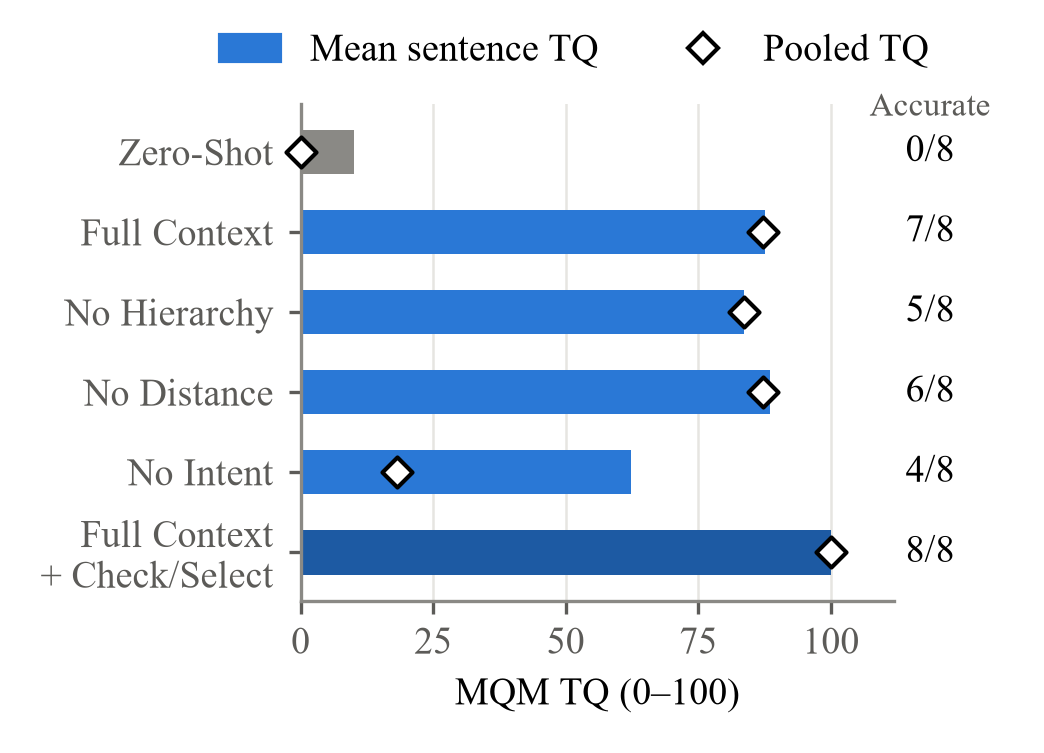 Mean sentence TQ Pooled TQ
Accurate
Zero-Shot 0/8
Full Context 7/8
No Hierarchy 5/8
No Distance 6/8
No Intent 4/8
Full Context
+ Check/Select 8/8
0 25 50 75 100
MQM TQ (0–100)